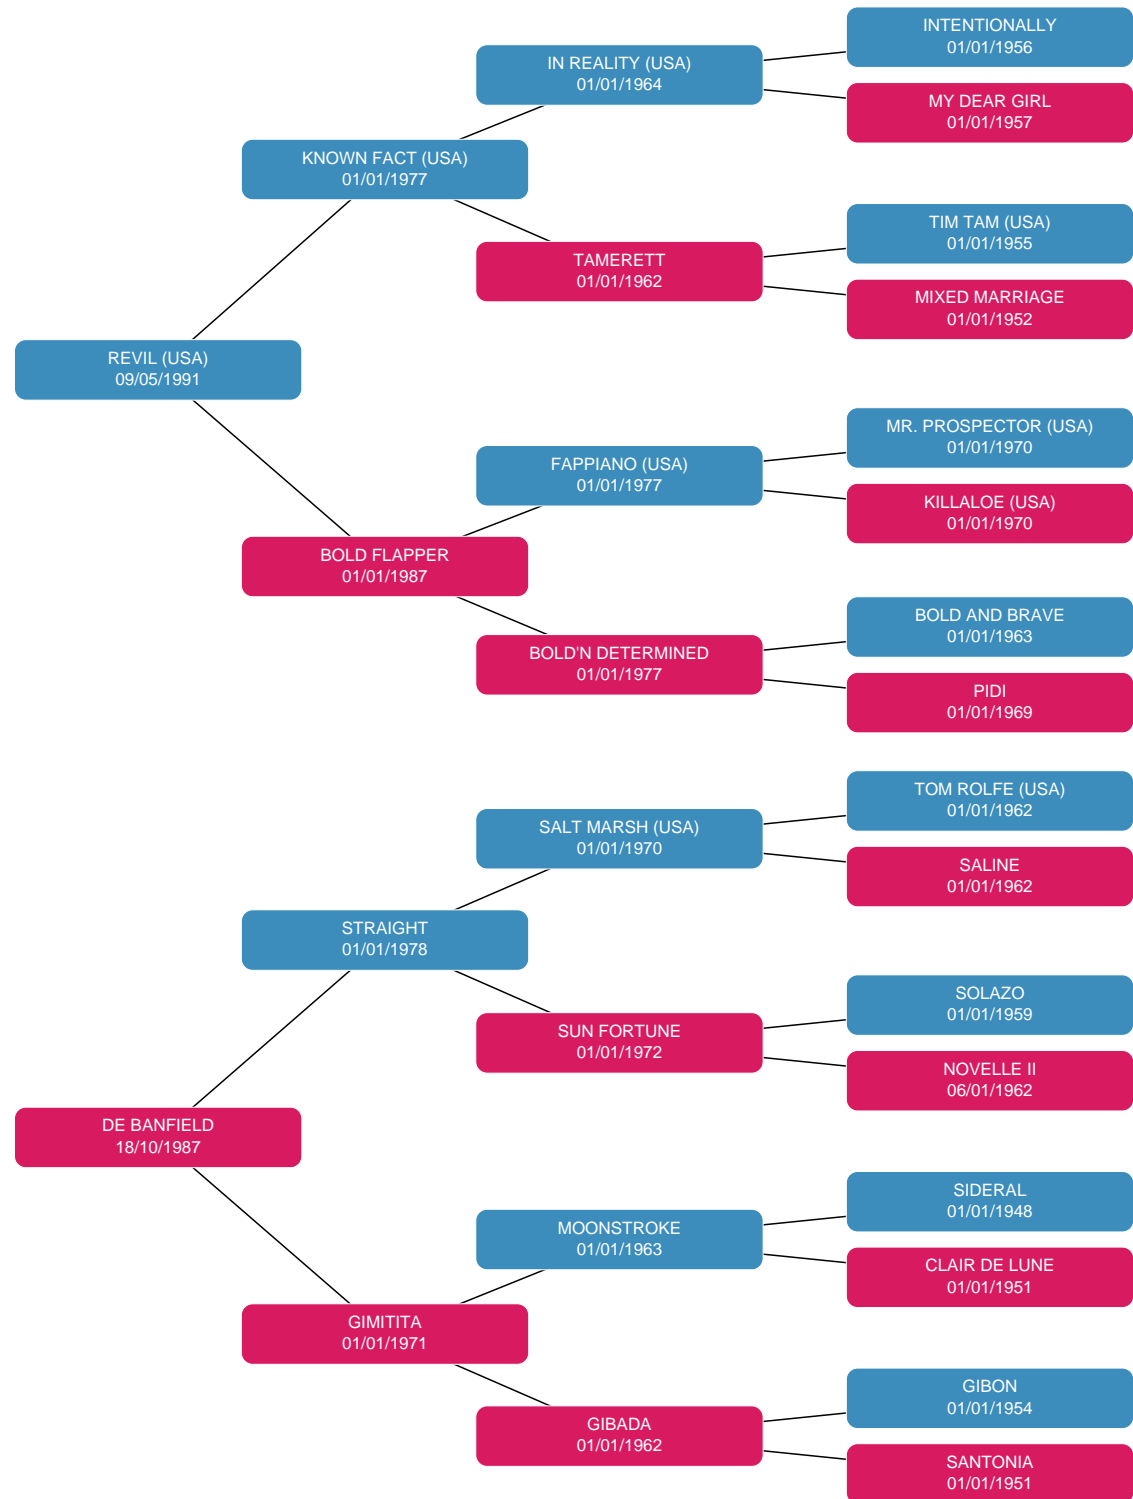 INTENTIONALLY
01/01/1956
IN REALITY (USA)
01/01/1964
MY DEAR GIRL
01/01/1957
KNOWN FACT (USA)
01/01/1977
TIM TAM (USA)
01/01/1955
TAMERETT
01/01/1962
MIXED MARRIAGE
01/01/1952
REVIL (USA)
09/05/1991
MR. PROSPECTOR (USA)
01/01/1970
FAPPIANO (USA)
01/01/1977
KILLALOE (USA)
01/01/1970
BOLD FLAPPER
01/01/1987
BOLD AND BRAVE
01/01/1963
BOLD'N DETERMINED
01/01/1977
PIDI
01/01/1969
TOM ROLFE (USA)
01/01/1962
SALT MARSH (USA)
01/01/1970
SALINE
01/01/1962
STRAIGHT
01/01/1978
SOLAZO
01/01/1959
SUN FORTUNE
01/01/1972
NOVELLE II
06/01/1962
DE BANFIELD
18/10/1987
SIDERAL
01/01/1948
MOONSTROKE
01/01/1963
CLAIR DE LUNE
01/01/1951
GIMITITA
01/01/1971
GIBON
01/01/1954
GIBADA
01/01/1962
SANTONIA
01/01/1951